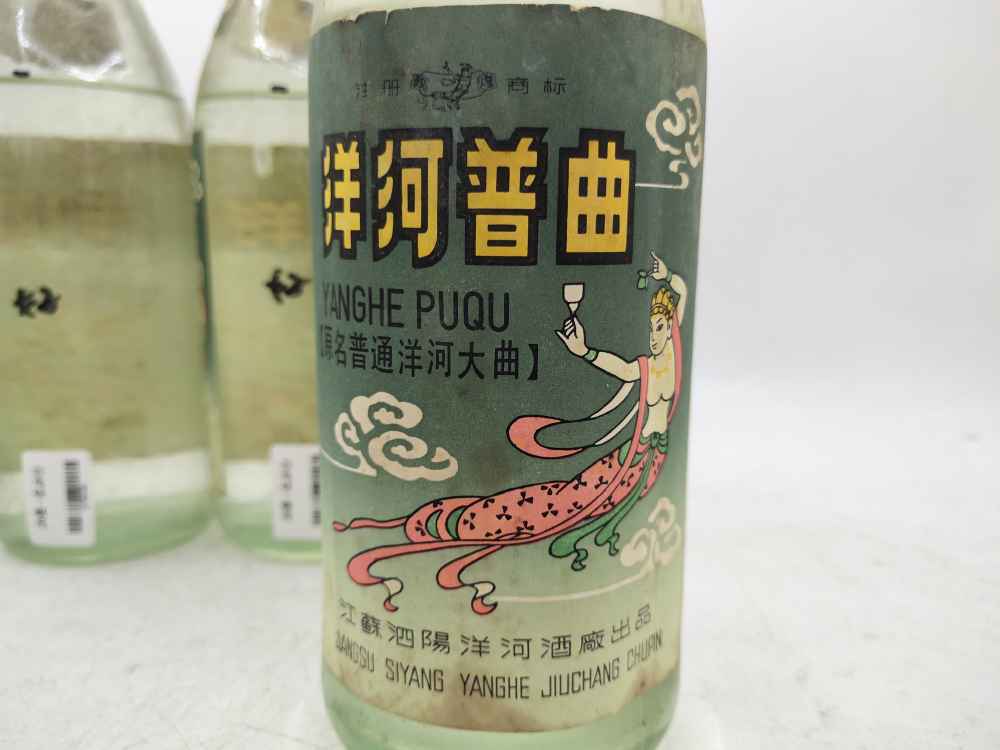 注册 商标
洋河普曲
YANGHE PUQU
【原名普通洋河大曲】
江蘇泗陽洋河酒廠出品
JIANGSU SIYANG YANGHE JIUCHANG CHUPIN